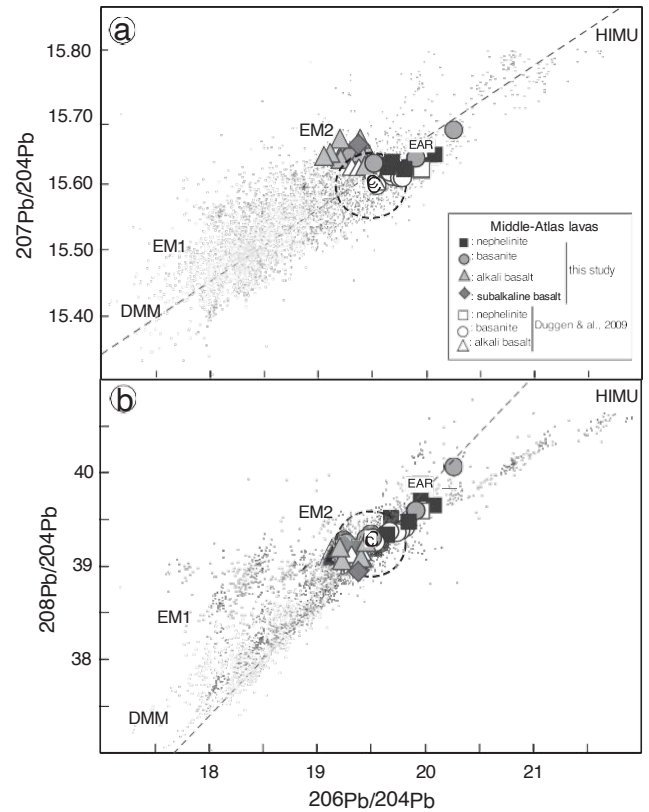 a
HIMU
15.80
15.70
15.60
15.50
15.40
207Pb/204Pb
EM2
EAR
EM1
DMM
C
Middle-Atlas lavas
: nephelinite
: basanite
: alkali basalt
: subalkaline basalt
this study
: nephelinite
: basanite
: alkali basalt
Duggen & al., 2009
b
HIMU
40
39
38
208Pb/204Pb
EAR
EM2
C
EM1
DMM
18 19 20 21
206Pb/204Pb